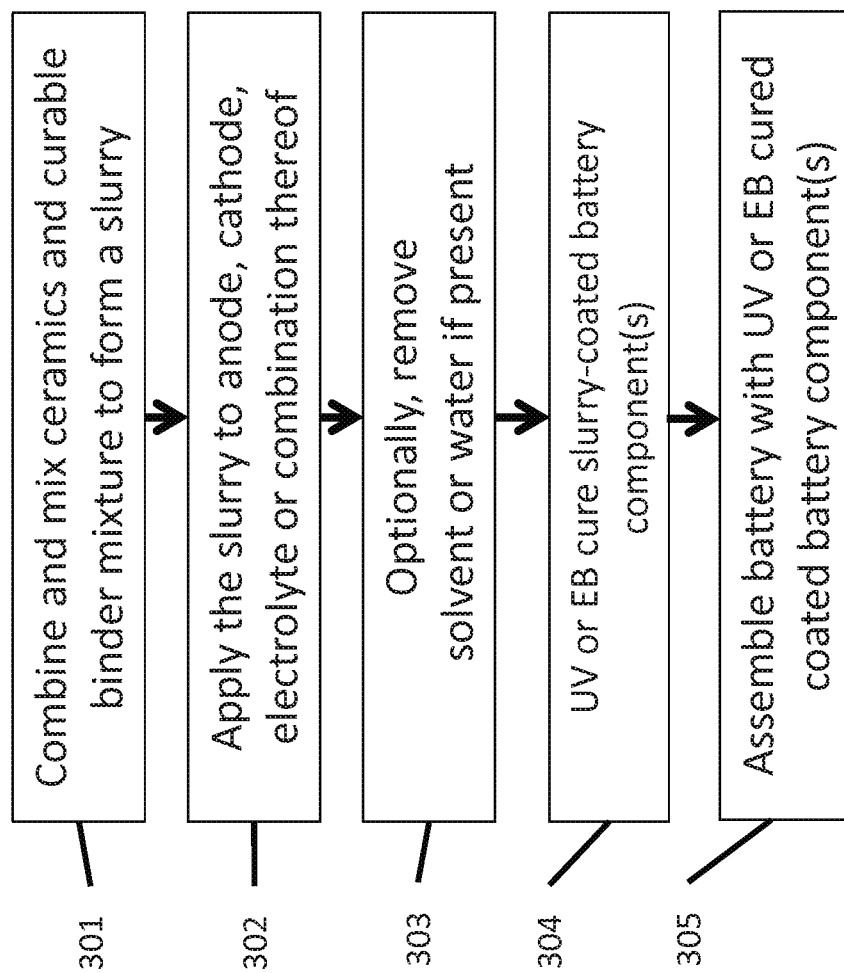 301
Combine and mix ceramics and curable
binder mixture to form a slurry
302
Apply the slurry to anode, cathode,
electrolyte or combination thereof
303
Optionally, remove
solvent or water if present
304
UV or EB cure slurry-coated battery
component(s)
305
Assemble battery with UV or EB cured
coated battery component(s)